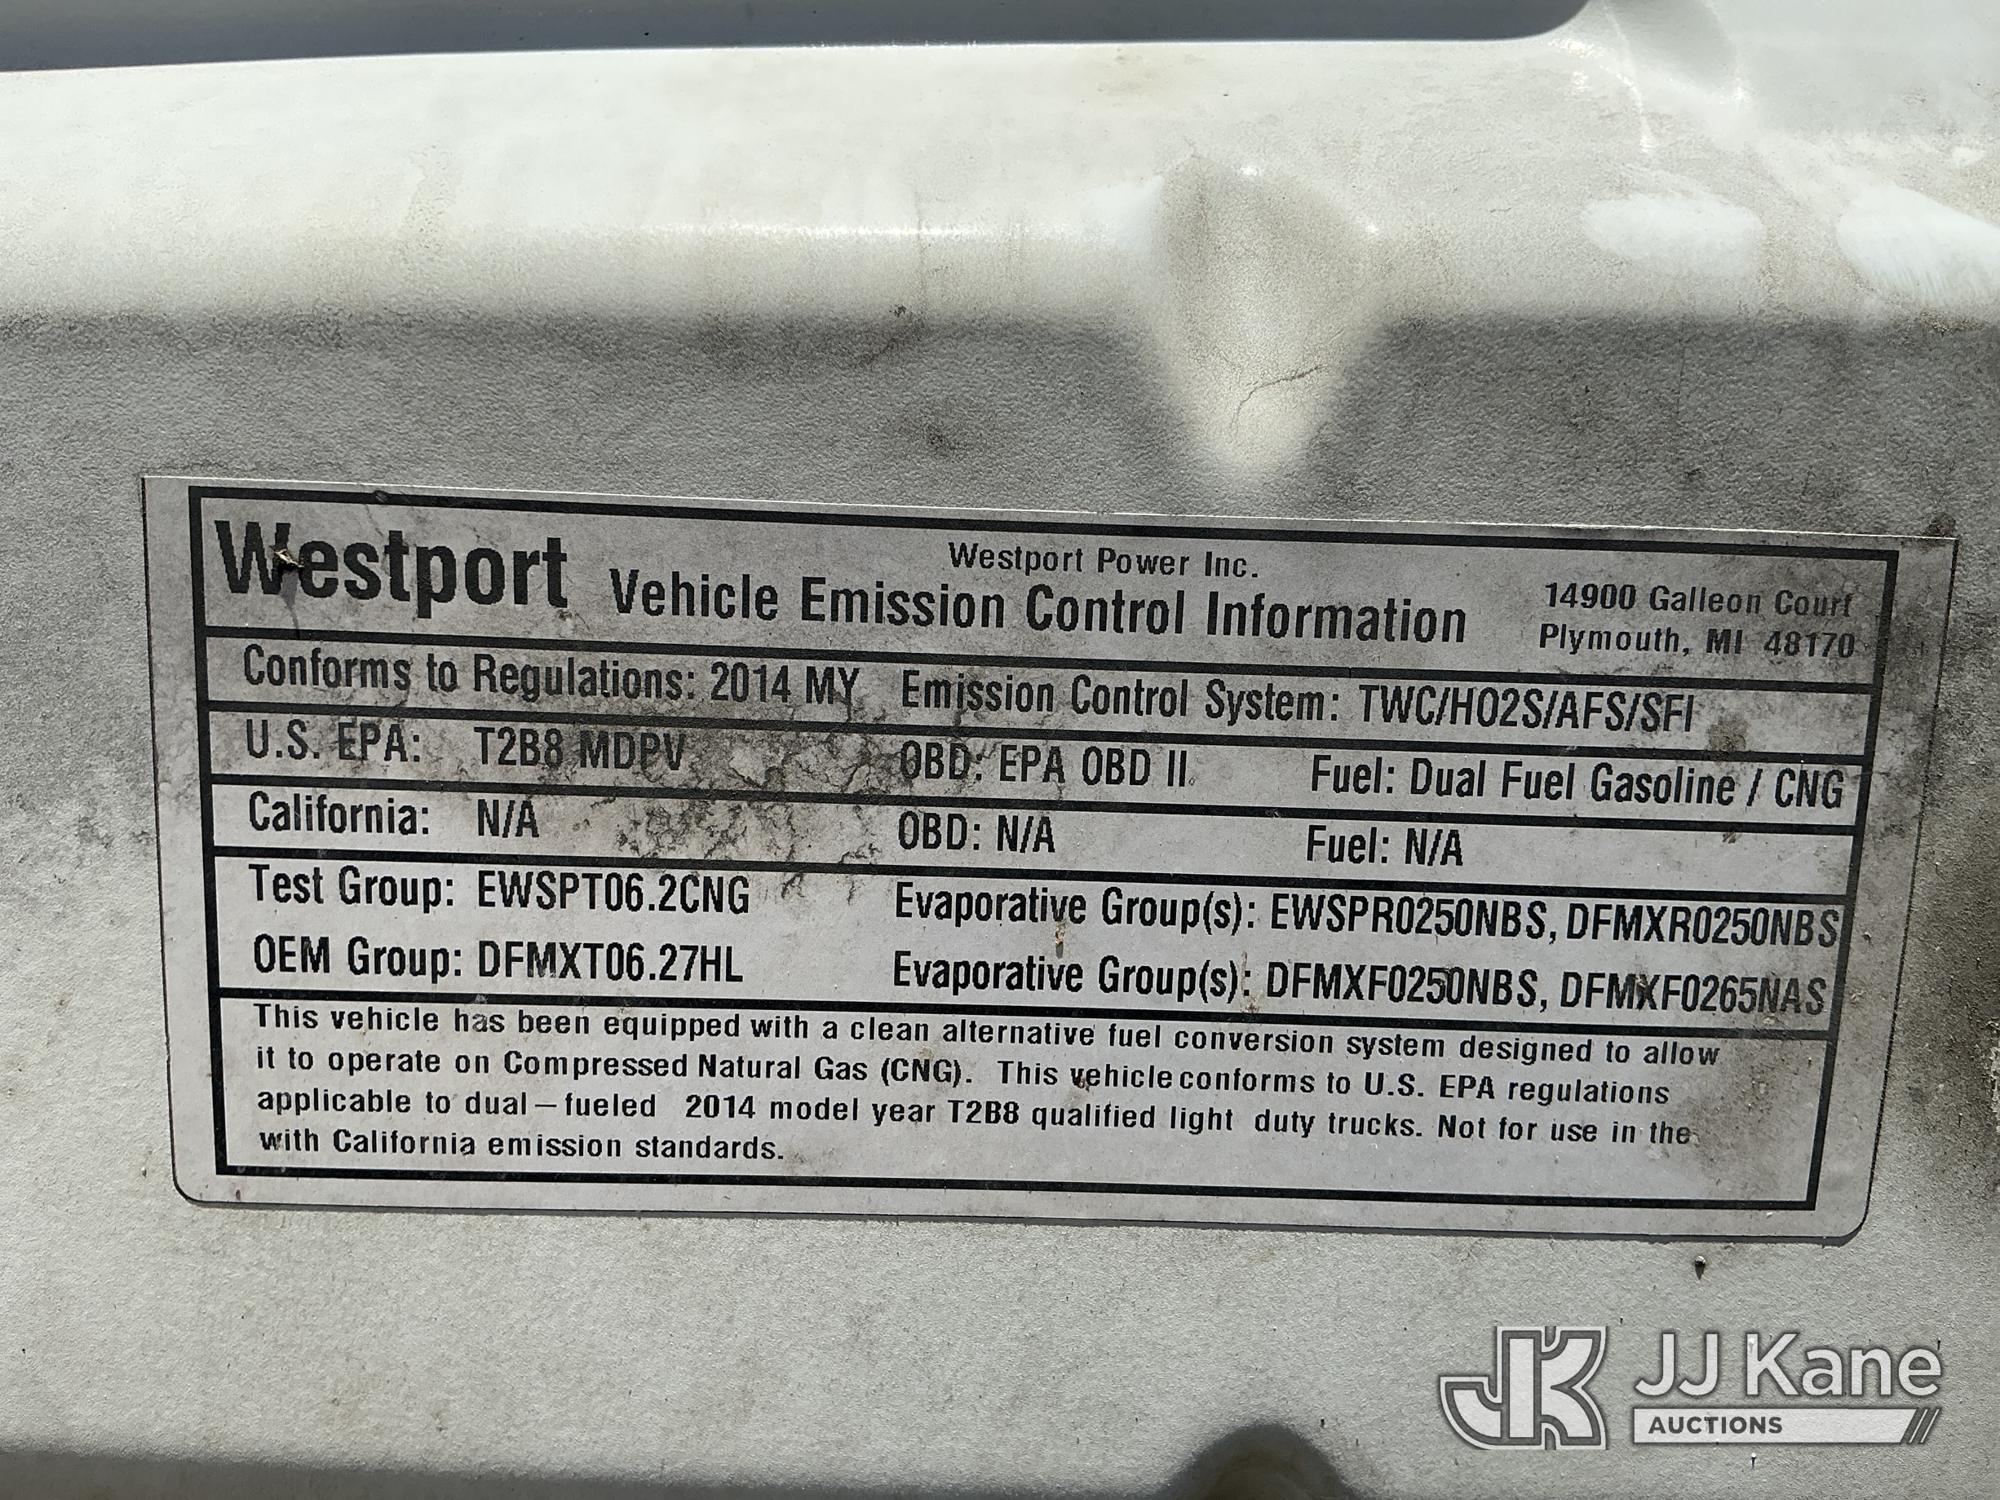 Westport
Westport Power Inc.
Vehicle Emission Control Information
14900 Galleon Court
Plymouth, MI 48170
Conforms to Regulations: 2014 MY Emission Control System: TWC/HO2S/AFS/SFI
U.S. EPA: T2B8 MDPV OBD: EPA OBD II Fuel: Dual Fuel Gasoline / CNG
California: N/A OBD: N/A Fuel: N/A
Test Group: EWSPT06.2CNG Evaporative Group(s): EWSPR0250NBS, DFMXR0250NBS
OEM Group: DFMXT06.27HL Evaporative Group(s): DFMXF0250NBS, DFMXF0265NAS
This vehicle has been equipped with a clean alternative fuel conversion system designed to allow
it to operate on Compressed Natural Gas (CNG). This vehicle conforms to U.S. EPA regulations
applicable to dual–fueled 2014 model year T2B8 qualified light duty trucks. Not for use in the
with California emission standards.
JK JJ Kane
AUCTIONS